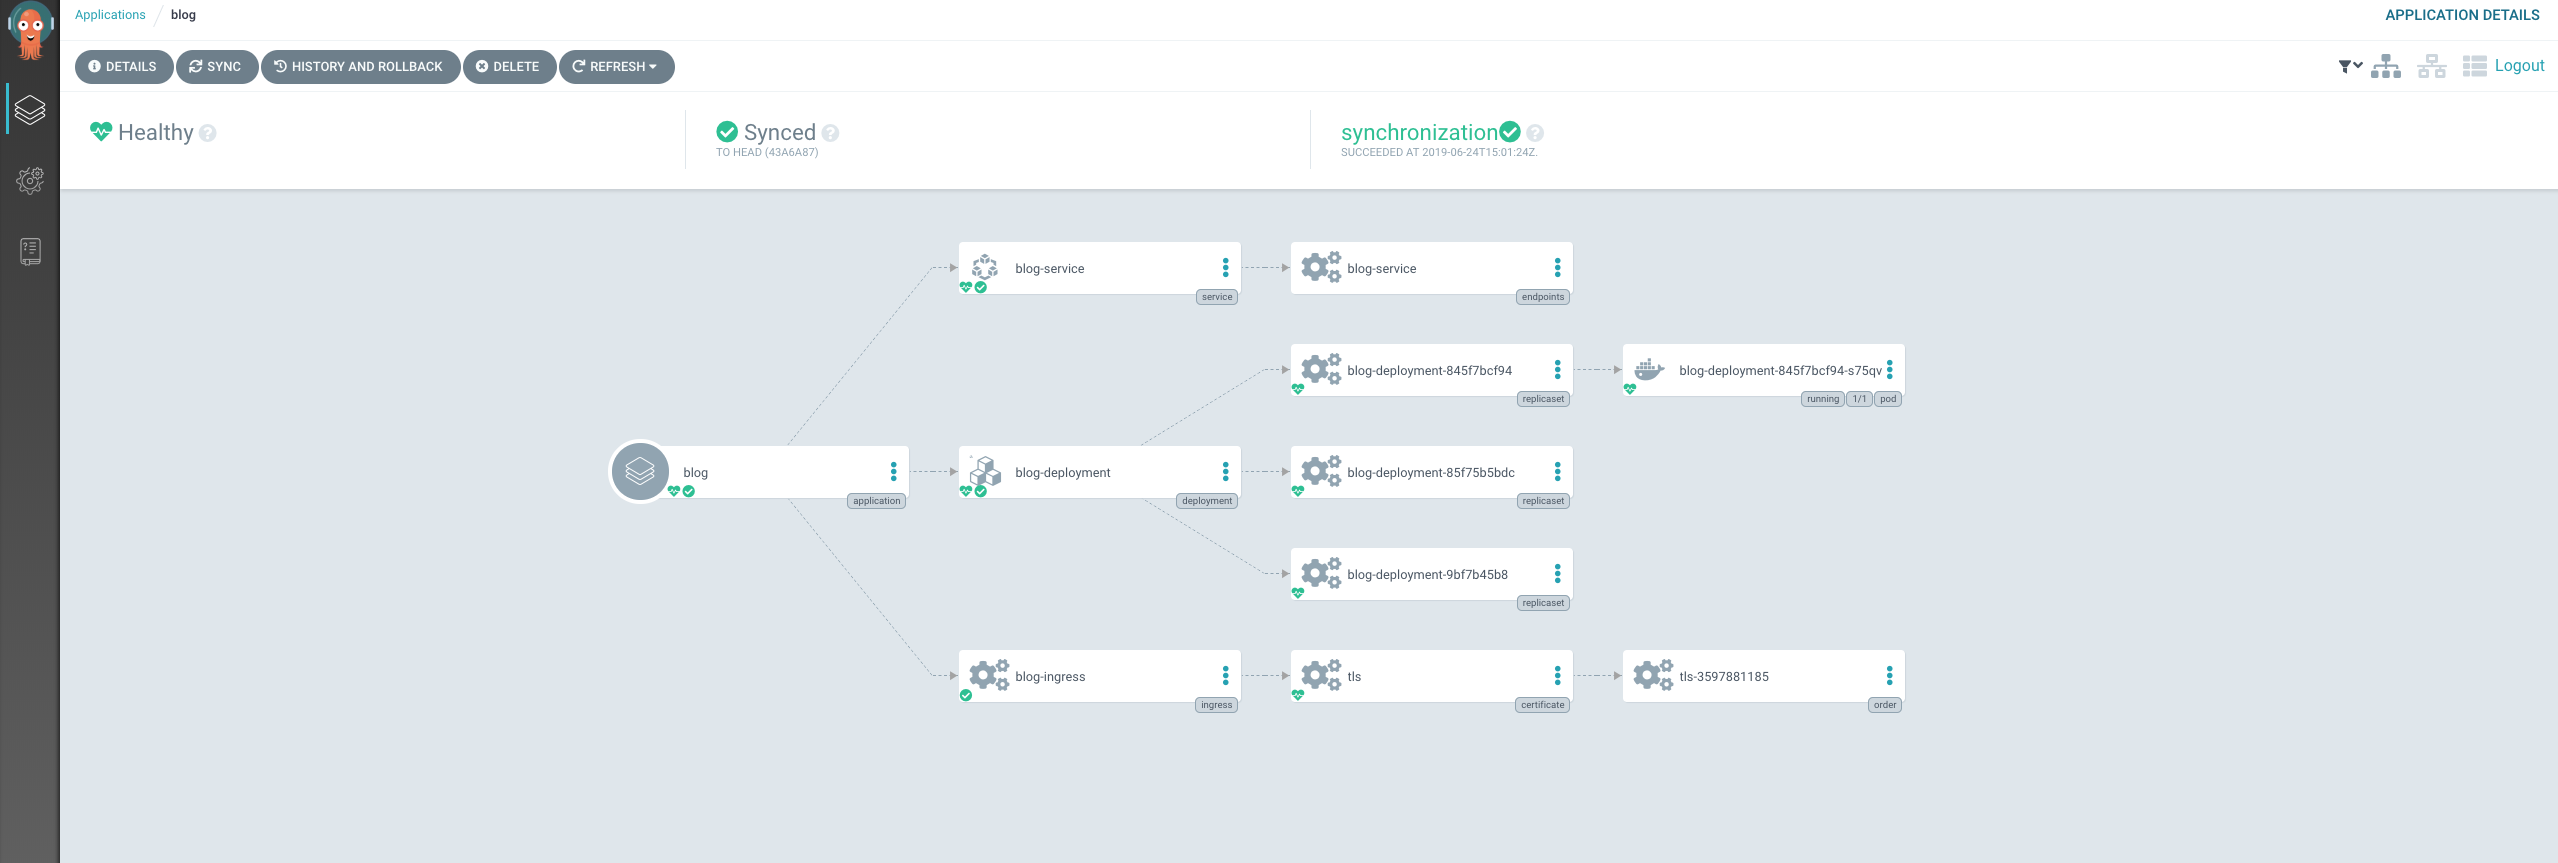 Applications / blog
APPLICATION DETAILS
DETAILS SYNC HISTORY AND ROLLBACK DELETE REFRESH
Logout
Healthy
Synced
TO HEAD (43A6A87)
synchronization
SUCCEEDED AT 2019-06-24T15:01:24Z.
blog-service
service
blog-service
endpoints
blog-deployment-845f7bcf94
replicaset
blog-deployment-845f7bcf94-s75qv
running 1/1 pod
blog
application
blog-deployment
deployment
blog-deployment-85f75b5bdc
replicaset
blog-deployment-9bf7b45b8
replicaset
blog-ingress
ingress
tls
certificate
tls-3597881185
order